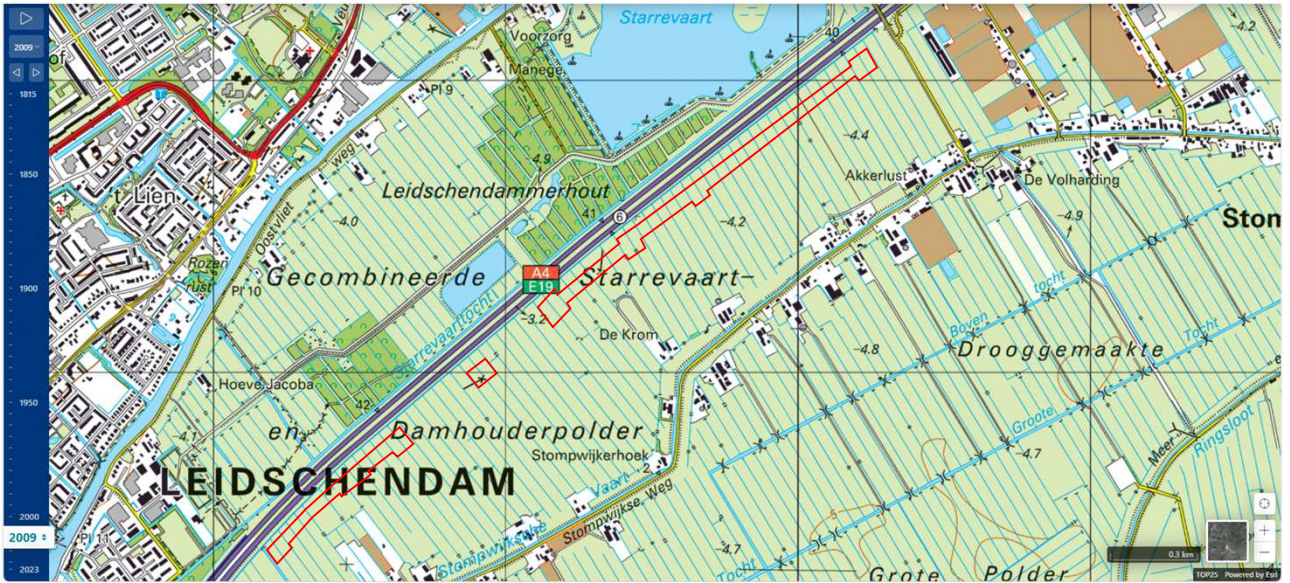 2009
1815
1850
1900
1950
2000
2009
2023
Starrevaart
Voorzorg
Manege
Pl 9
weg
40
-4.2
-4.9
-4.4
Akkerlust
De Volharding
't Lien
Leidschendammerhout
41
6
-4.0
-4.2
-4.9
Stom
Oostvliet
Rozen
rust
Pl 10
Gecombineerde
A4
E19
Starrevaart-
-3.2
Starrevaarttocht
De Krom
Boven
tocht
Tocht
-4.8
Drooggemaakte
Hoeve Jacoba
42
Groote
-4.1
en
Damhouderpolder
Stompwijkerhoek
2
-4.7
Meer
Ringsloot
LEIDSCHENDAM
Vaart
Stompwijkse Weg
Stompwijkse
Pl 11
-4.7
5
Tocht
Grote Polder
0.3 km
TOP25 Powered by Esri